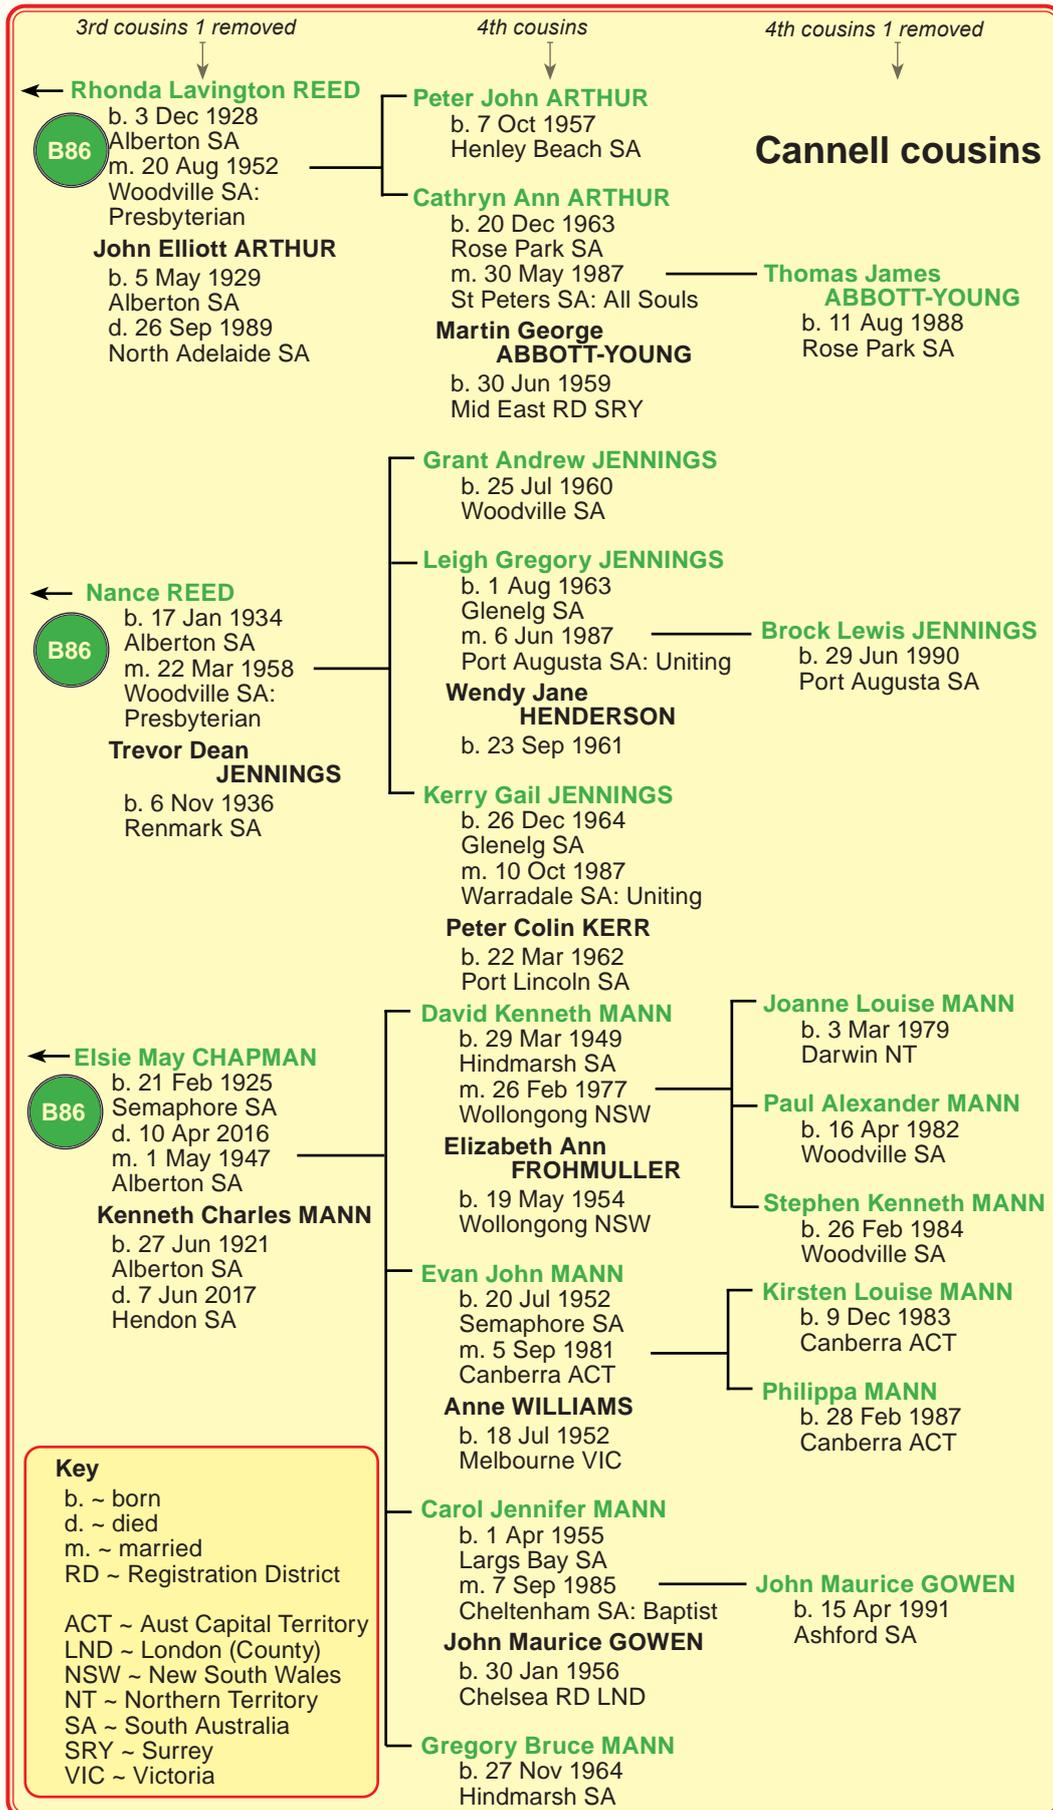 3rd cousins 1 removed
4th cousins
4th cousins 1 removed
Cannell cousins
Rhonda Lavington REED
B86
b. 3 Dec 1928
Alberton SA
m. 20 Aug 1952
Woodville SA:
Presbyterian
John Elliott ARTHUR
b. 5 May 1929
Alberton SA
d. 26 Sep 1989
North Adelaide SA
Peter John ARTHUR
b. 7 Oct 1957
Henley Beach SA
Cathryn Ann ARTHUR
b. 20 Dec 1963
Rose Park SA
m. 30 May 1987
St Peters SA: All Souls
Martin George
ABBOTT-YOUNG
b. 30 Jun 1959
Mid East RD SRY
Thomas James
ABBOTT-YOUNG
b. 11 Aug 1988
Rose Park SA
Nance REED
B86
b. 17 Jan 1934
Alberton SA
m. 22 Mar 1958
Woodville SA:
Presbyterian
Trevor Dean
JENNINGS
b. 6 Nov 1936
Renmark SA
Grant Andrew JENNINGS
b. 25 Jul 1960
Woodville SA
Leigh Gregory JENNINGS
b. 1 Aug 1963
Glenelg SA
m. 6 Jun 1987
Port Augusta SA: Uniting
Wendy Jane
HENDERSON
b. 23 Sep 1961
Brock Lewis JENNINGS
b. 29 Jun 1990
Port Augusta SA
Kerry Gail JENNINGS
b. 26 Dec 1964
Glenelg SA
m. 10 Oct 1987
Warradale SA: Uniting
Peter Colin KERR
b. 22 Mar 1962
Port Lincoln SA
Elsie May CHAPMAN
B86
b. 21 Feb 1925
Semaphore SA
d. 10 Apr 2016
m. 1 May 1947
Alberton SA
Kenneth Charles MANN
b. 27 Jun 1921
Alberton SA
d. 7 Jun 2017
Hendon SA
David Kenneth MANN
b. 29 Mar 1949
Hindmarsh SA
m. 26 Feb 1977
Wollongong NSW
Elizabeth Ann
FROHMULLER
b. 19 May 1954
Wollongong NSW
Joanne Louise MANN
b. 3 Mar 1979
Darwin NT
Paul Alexander MANN
b. 16 Apr 1982
Woodville SA
Stephen Kenneth MANN
b. 26 Feb 1984
Woodville SA
Evan John MANN
b. 20 Jul 1952
Semaphore SA
m. 5 Sep 1981
Canberra ACT
Anne WILLIAMS
b. 18 Jul 1952
Melbourne VIC
Kirsten Louise MANN
b. 9 Dec 1983
Canberra ACT
Philippa MANN
b. 28 Feb 1987
Canberra ACT
Carol Jennifer MANN
b. 1 Apr 1955
Largs Bay SA
m. 7 Sep 1985
Cheltenham SA: Baptist
John Maurice GOWEN
b. 30 Jan 1956
Chelsea RD LND
John Maurice GOWEN
b. 15 Apr 1991
Ashford SA
Gregory Bruce MANN
b. 27 Nov 1964
Hindmarsh SA
Key
b. ~ born
d. ~ died
m. ~ married
RD ~ Registration District
ACT ~ Aust Capital Territory
LND ~ London (County)
NSW ~ New South Wales
NT ~ Northern Territory
SA ~ South Australia
SRY ~ Surrey
VIC ~ Victoria